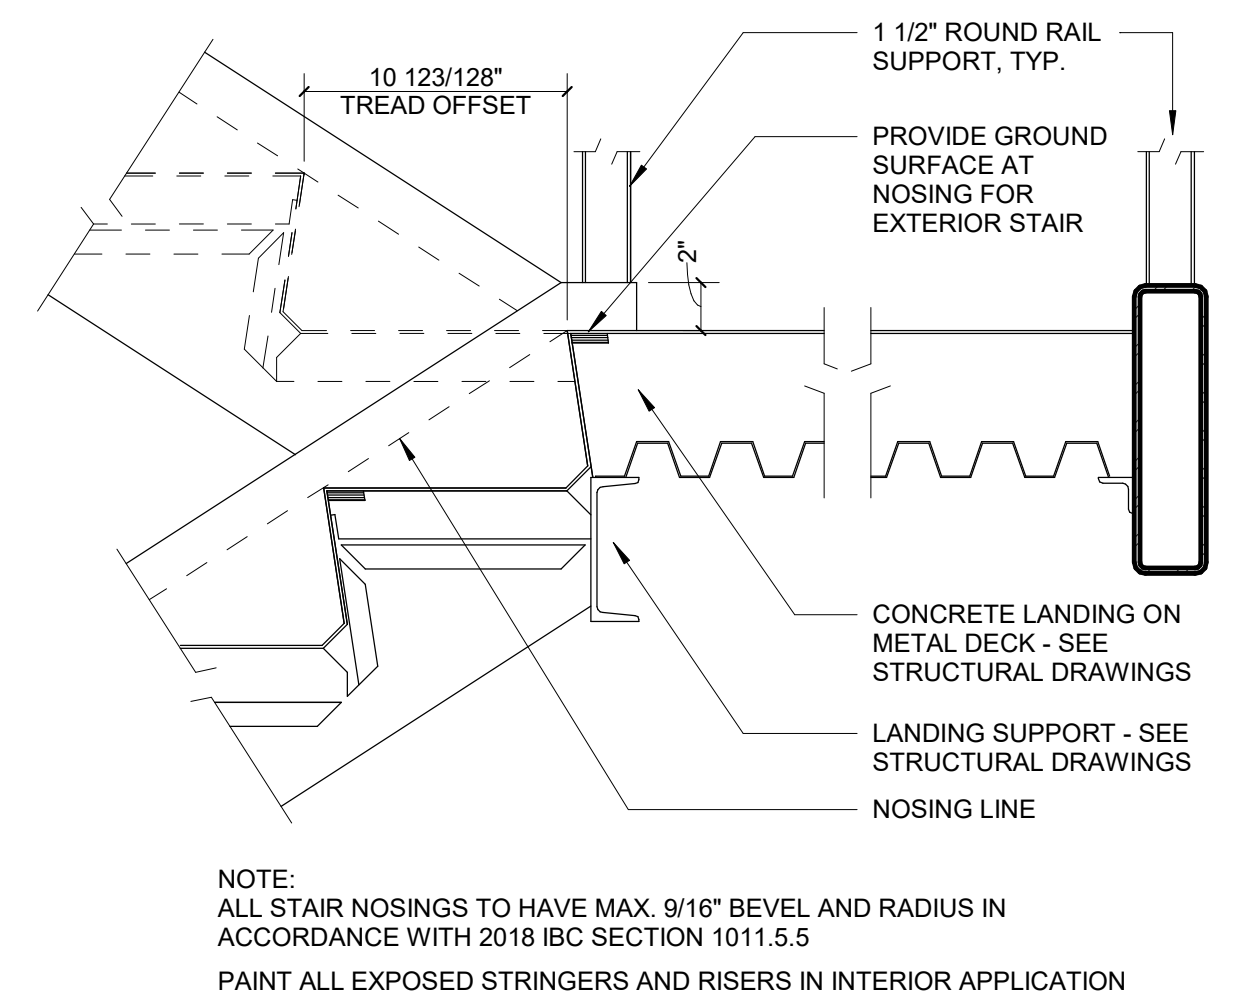 1 1/2" ROUND RAIL
SUPPORT, TYP.
10 123/128"
TREAD OFFSET
PROVIDE GROUND
SURFACE AT
NOSING FOR
EXTERIOR STAIR
2"
CONCRETE LANDING ON
METAL DECK - SEE
STRUCTURAL DRAWINGS
LANDING SUPPORT - SEE
STRUCTURAL DRAWINGS
NOSING LINE
NOTE:
ALL STAIR NOSINGS TO HAVE MAX. 9/16" BEVEL AND RADIUS IN
ACCORDANCE WITH 2018 IBC SECTION 1011.5.5
PAINT ALL EXPOSED STRINGERS AND RISERS IN INTERIOR APPLICATION